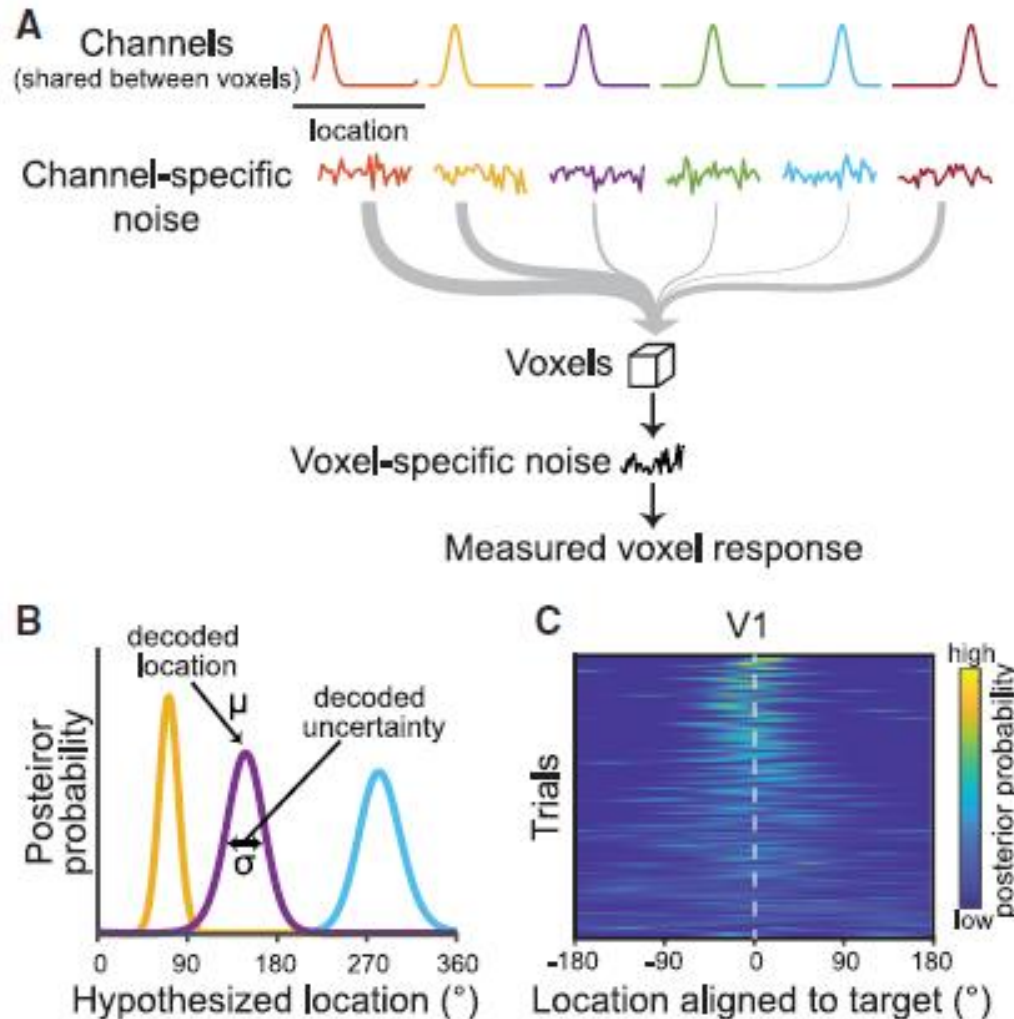 A
Channels
(shared between voxels)
location
Channel-specific
noise
Voxels
Voxel-specific noise
Measured voxel response
B
decoded
location
μ
decoded
uncertainty
σ
Posteiror
probability
0 90 180 270 360
Hypothesized location (°)
C
V1
Trials
-180 -90 0 90 180
Location aligned to target (°)
high
low
posterior probability